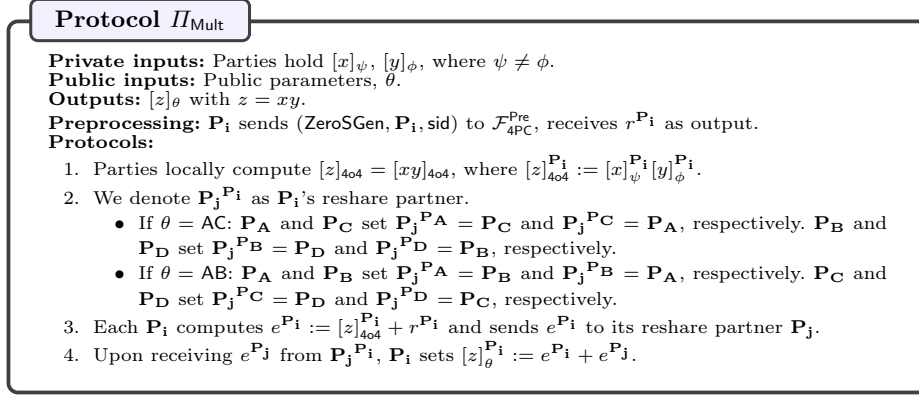 Protocol Π_Mult
Private inputs: Parties hold [x]_ψ, [y]_ϕ, where ψ ≠ ϕ.
Public inputs: Public parameters, θ.
Outputs: [z]_θ with z = xy.
Preprocessing: P_i sends (ZeroSGen, P_i, sid) to F_4PC^Pre, receives r^{P_i} as output.
Protocols:
1. Parties locally compute [z]_4o4 = [xy]_4o4, where [z]_4o4^{P_i} := [x]_ψ^{P_i}[y]_ϕ^{P_i}.
2. We denote P_j^{P_i} as P_i's reshare partner.
• If θ = AC: P_A and P_C set P_j^{P_A} = P_C and P_j^{P_C} = P_A, respectively. P_B and
P_D set P_j^{P_B} = P_D and P_j^{P_D} = P_B, respectively.
• If θ = AB: P_A and P_B set P_j^{P_A} = P_B and P_j^{P_B} = P_A, respectively. P_C and
P_D set P_j^{P_C} = P_D and P_j^{P_D} = P_C, respectively.
3. Each P_i computes e^{P_i} := [z]_4o4^{P_i} + r^{P_i} and sends e^{P_i} to its reshare partner P_j.
4. Upon receiving e^{P_j} from P_j^{P_i}, P_i sets [z]_θ^{P_i} := e^{P_i} + e^{P_j}.